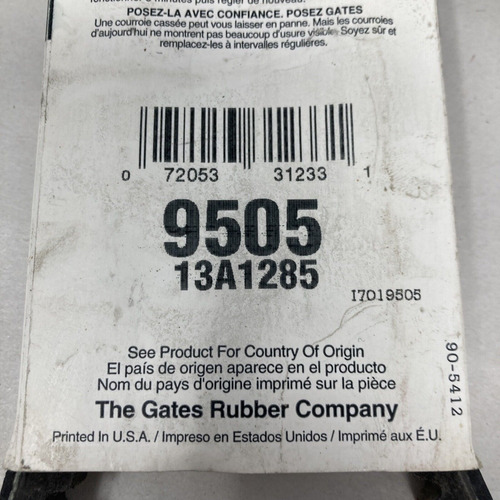 POSEZ-LA AVEC CONFIANCE. POSEZ GATES
Une courroie cassée peut vous laisser en panne. Mais les courroies
d'aujourd'hui ne montrent pas beaucoup d'usure visible. Soyez sûr et
remplacez-les à intervalles réguliers.
0 72053 31233 1
9505
13A1285
I7019505
90-5412
See Product For Country Of Origin
El país de origen aparece en el producto
Nom du pays d'origine imprimé sur la pièce
The Gates Rubber Company
Printed in U.S.A. / Impreso en Estados Unidos / Imprimé aux É.U.